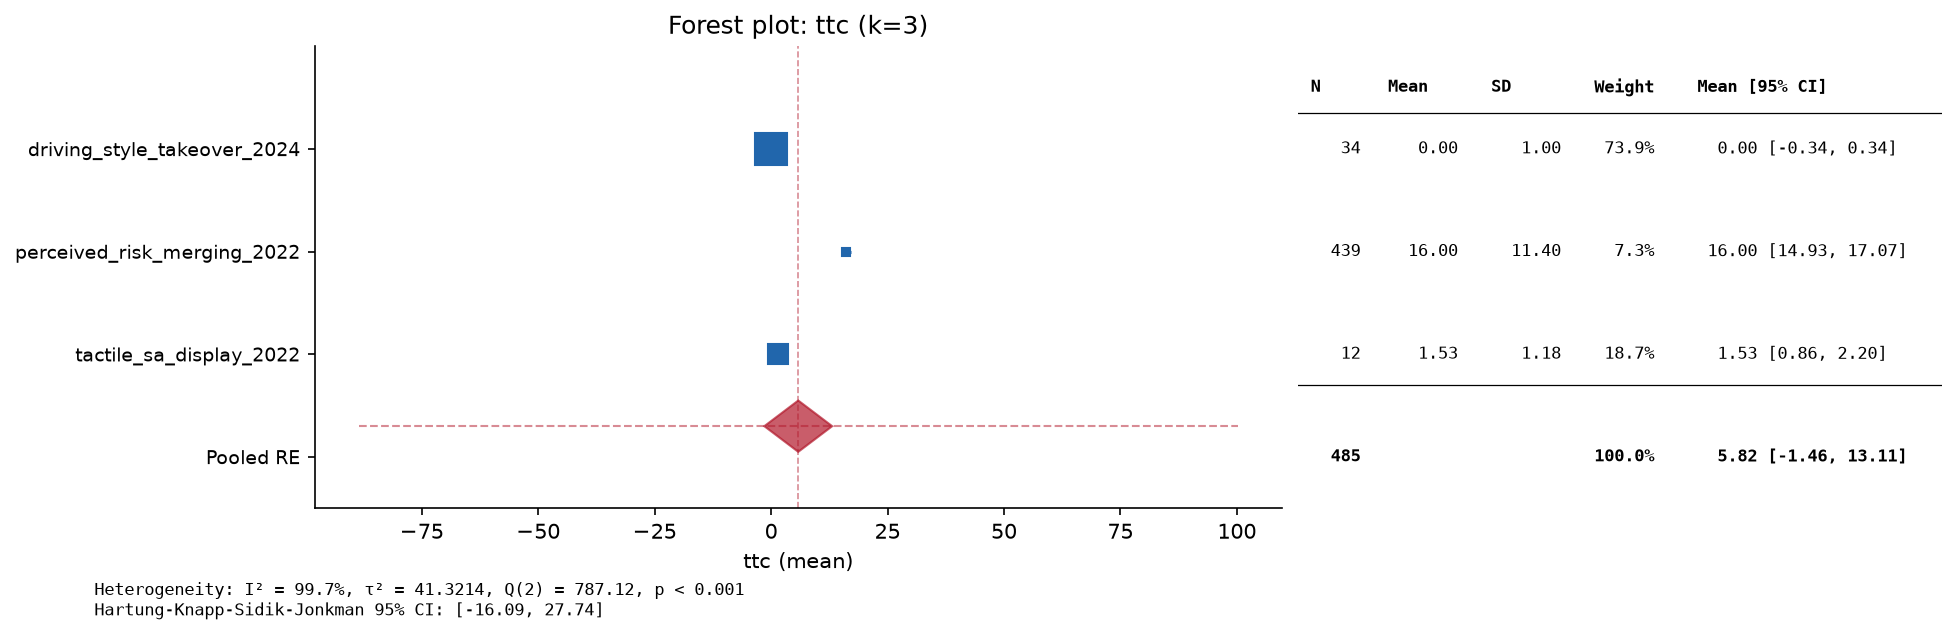 Forest plot: ttc (k=3)
N Mean SD Weight Mean [95% CI]
driving_style_takeover_2024 34 0.00 1.00 73.9% 0.00 [-0.34, 0.34]
perceived_risk_merging_2022 439 16.00 11.40 7.3% 16.00 [14.93, 17.07]
tactile_sa_display_2022 12 1.53 1.18 18.7% 1.53 [0.86, 2.20]
Pooled RE 485 100.0% 5.82 [-1.46, 13.11]
−75 −50 −25 0 25 50 75 100
ttc (mean)
Heterogeneity: I² = 99.7%, τ² = 41.3214, Q(2) = 787.12, p < 0.001
Hartung-Knapp-Sidik-Jonkman 95% CI: [-16.09, 27.74]